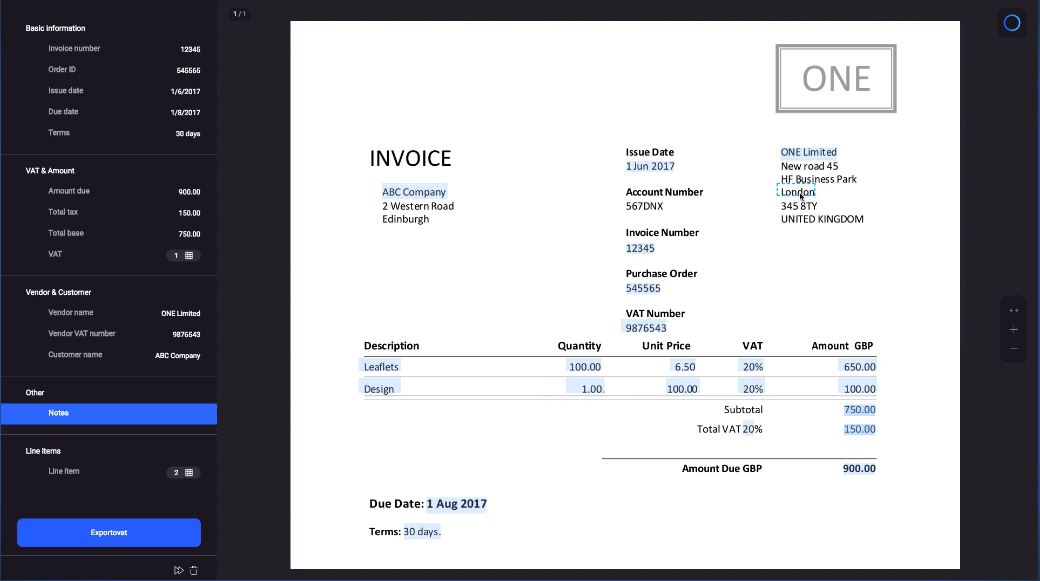 Basic information
Invoice number 12345
Order ID 545565
Issue date 1/6/2017
Due date 1/8/2017
Terms 30 days
VAT & Amount
Amount due 900.00
Total tax 150.00
Total base 750.00
VAT 1
Vendor & Customer
Vendor name ONE Limited
Vendor VAT number 9876543
Customer name ABC Company
Other
Notes
Line items
Line item 2
Exportovat
1 / 1
ONE
INVOICE
ABC Company
2 Western Road
Edinburgh
Issue Date
1 Jun 2017
Account Number
567DNX
Invoice Number
12345
Purchase Order
545565
VAT Number
9876543
ONE Limited
New road 45
HF Business Park
London
345 8TY
UNITED KINGDOM
Description Quantity Unit Price VAT Amount GBP
Leaflets 100.00 6.50 20% 650.00
Design 1.00 100.00 20% 100.00
Subtotal 750.00
Total VAT 20% 150.00
Amount Due GBP 900.00
Due Date: 1 Aug 2017
Terms: 30 days.